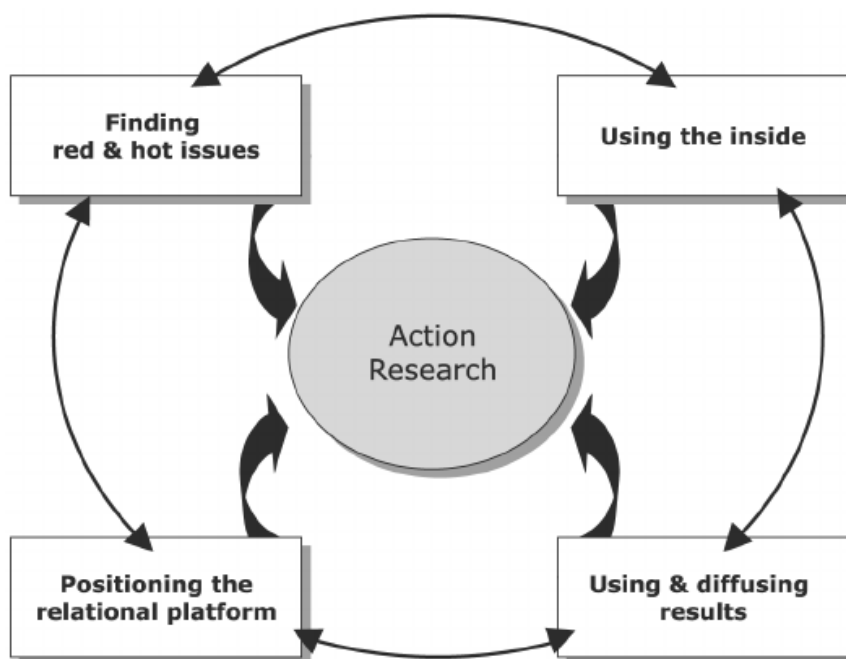 Finding
red & hot issues
Using the inside
Action
Research
Positioning the
relational platform
Using & diffusing
results